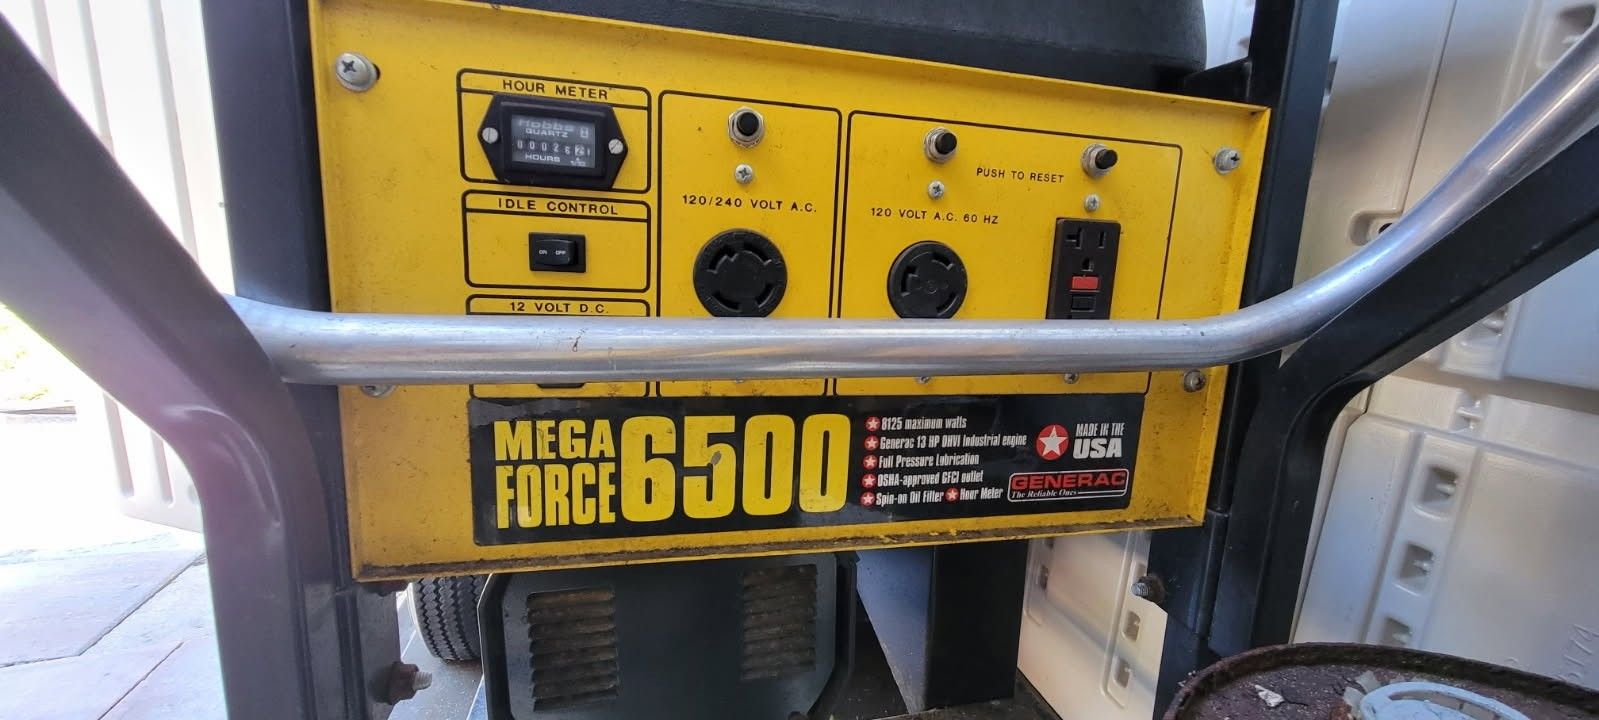 HOUR METER
Hobbs
QUARTZ
HOURS
1/10
IDLE CONTROL
ON OFF
12 VOLT D.C.
120/240 VOLT A.C.
PUSH TO RESET
120 VOLT A.C. 60 HZ
MEGA
FORCE
6500
8125 maximum watts
Generac 13 HP OHVI Industrial engine
Full Pressure Lubrication
OSHA-approved GFCI outlet
Spin-on Oil Filter Hour Meter
MADE IN THE
USA
GENERAC
The Reliable Ones